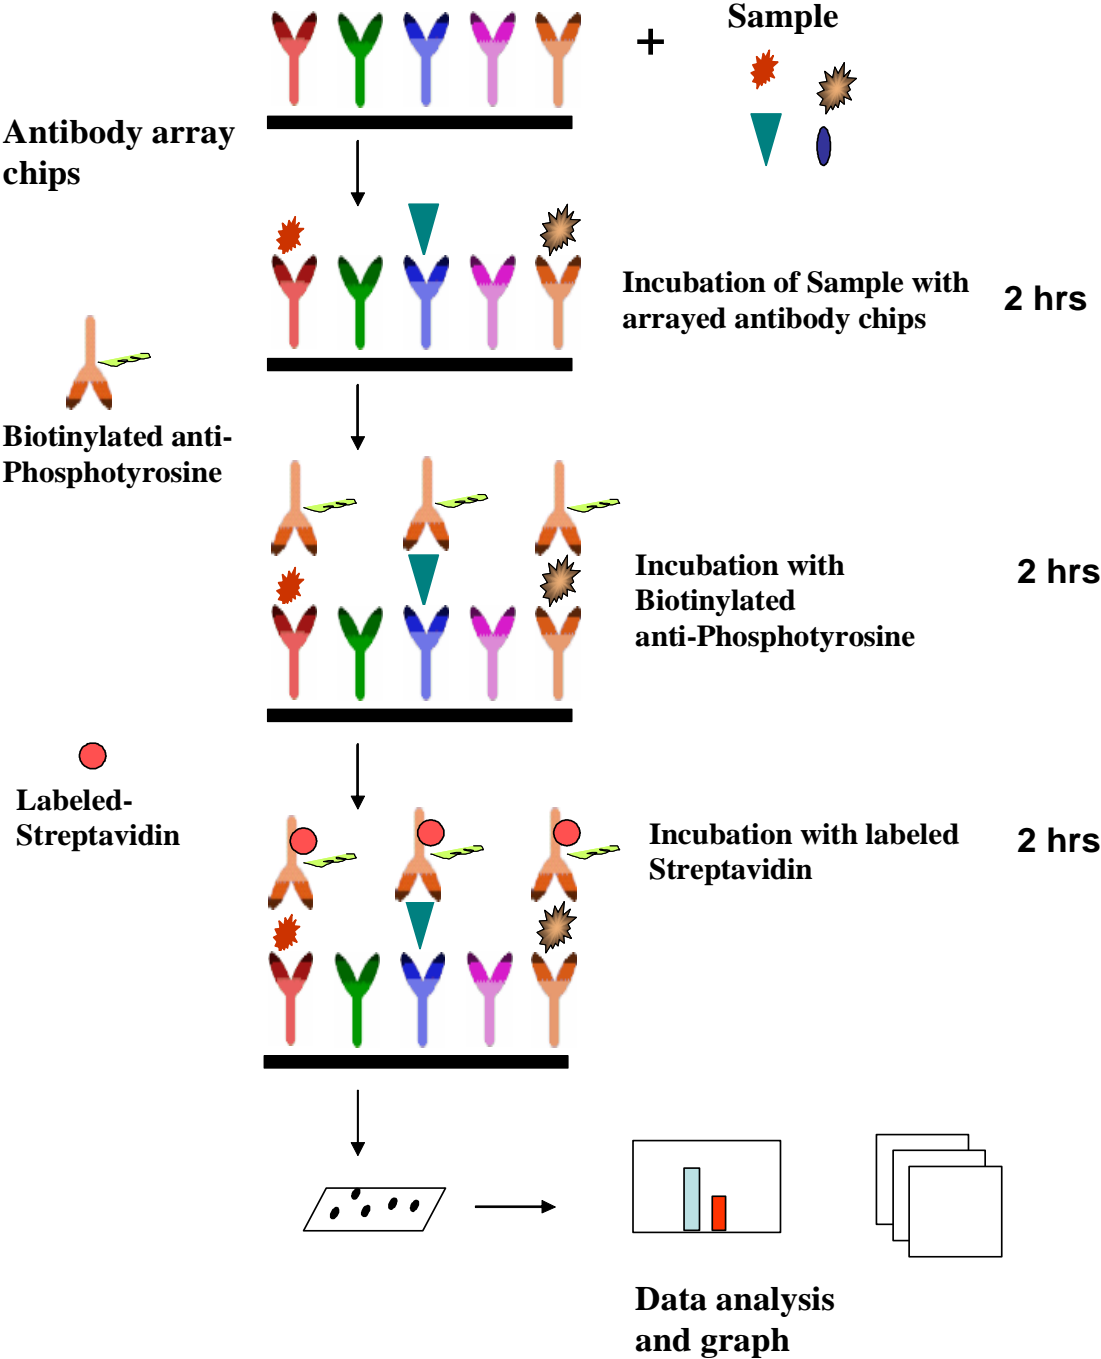 Sample
+
Antibody array
chips
Incubation of Sample with
arrayed antibody chips
2 hrs
Biotinylated anti-
Phosphotyrosine
Incubation with
Biotinylated
anti-Phosphotyrosine
2 hrs
Labeled-
Streptavidin
Incubation with labeled
Streptavidin
2 hrs
Data analysis
and graph